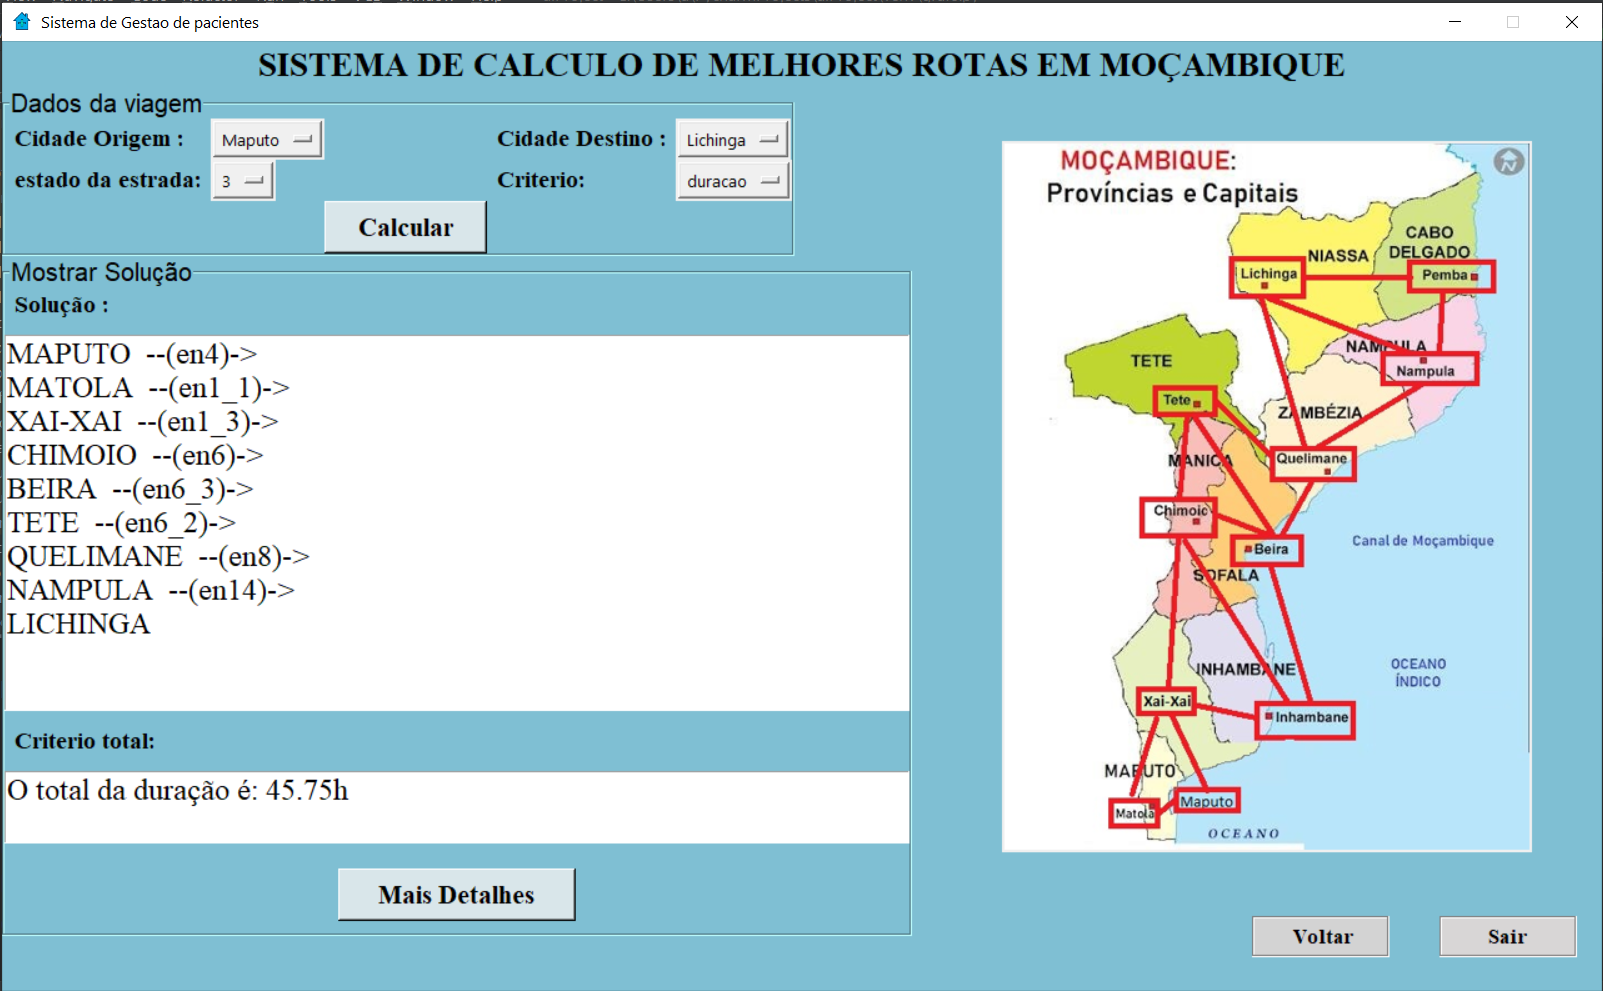 Sistema de Gestao de pacientes
SISTEMA DE CALCULO DE MELHORES ROTAS EM MOÇAMBIQUE
Dados da viagem
Cidade Origem : Maputo
Cidade Destino : Lichinga
estado da estrada: 3
Criterio: duracao
Calcular
Mostrar Solução
Solução :
MAPUTO --(en4)->
MATOLA --(en1_1)->
XAI-XAI --(en1_3)->
CHIMOIO --(en6)->
BEIRA --(en6_3)->
TETE --(en6_2)->
QUELIMANE --(en8)->
NAMPULA --(en14)->
LICHINGA
Criterio total:
O total da duração é: 45.75h
Mais Detalhes
MOÇAMBIQUE:
Províncias e Capitais
N
CABO
DELGADO
NIASSA
Lichinga
Pemba
NAMPULA
Nampula
TETE
Tete
ZAMBÉZIA
Quelimane
MANICA
Chimoio
Beira
Canal de Moçambique
SOFALA
INHAMBANE
OCEANO
ÍNDICO
Xai-Xai
Inhambane
MAPUTO
Maputo
Matola
OCEANO
Voltar
Sair